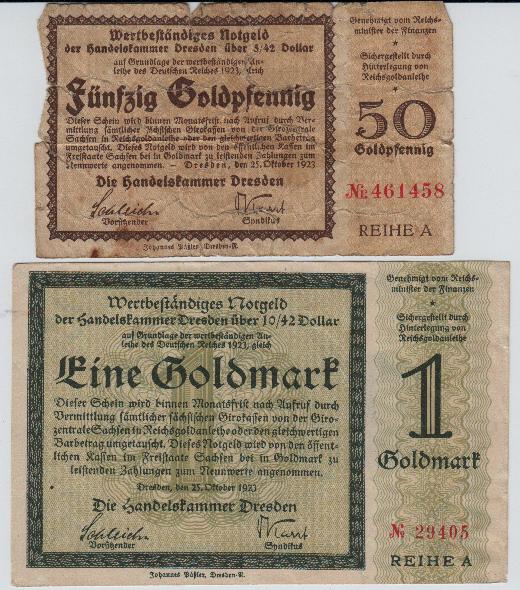 Wertbeständiges Notgeld
der Handelskammer Dresden über 5/42 Dollar
auf Grundlage der wertbeständigen An-
leihe des Deutschen Reiches 1923, gleich
Fünfzig Goldpfennig
Dieser Schein wird binnen Monatsfrist nach Aufruf durch Ver-
mittlung sämtlicher sächsischen Girokassen von der Girozentrale
Sachsen in Reichsgoldanleihe oder den gleichwertigen Barbetrag
umgetauscht. Dieses Notgeld wird von den öffentlichen Kassen im
Freistaate Sachsen bei in Goldmark zu leistenden Zahlungen zum
Nennwerte angenommen. – Dresden, den 25. Oktober 1923
Die Handelskammer Dresden
Vorsitzender
Syndikus
Johannes Päßler, Dresden-N.
Genehmigt vom Reichs-
minister der Finanzen
Sichergestellt durch
Hinterlegung von
Reichsgoldanleihe
50
Goldpfennig
№ 461458
REIHE A
Wertbeständiges Notgeld
der Handelskammer Dresden über 10/42 Dollar
auf Grundlage der wertbeständigen An-
leihe des Deutschen Reiches 1923, gleich
Eine Goldmark
Dieser Schein wird binnen Monatsfrist nach Aufruf durch
Vermittlung sämtlicher sächsischen Girokassen von der Giro-
zentrale Sachsen in Reichsgoldanleihe oder den gleichwertigen
Barbetrag umgetauscht. Dieses Notgeld wird von den öffent-
lichen Kassen im Freistaate Sachsen bei in Goldmark zu
leistenden Zahlungen zum Nennwerte angenommen.
Dresden, den 25. Oktober 1923
Die Handelskammer Dresden
Vorsitzender
Syndikus
Johannes Päßler, Dresden-N.
Genehmigt vom Reichs-
minister der Finanzen
Sichergestellt durch
Hinterlegung von
Reichsgoldanleihe
1
Goldmark
№ 29405
REIHE A